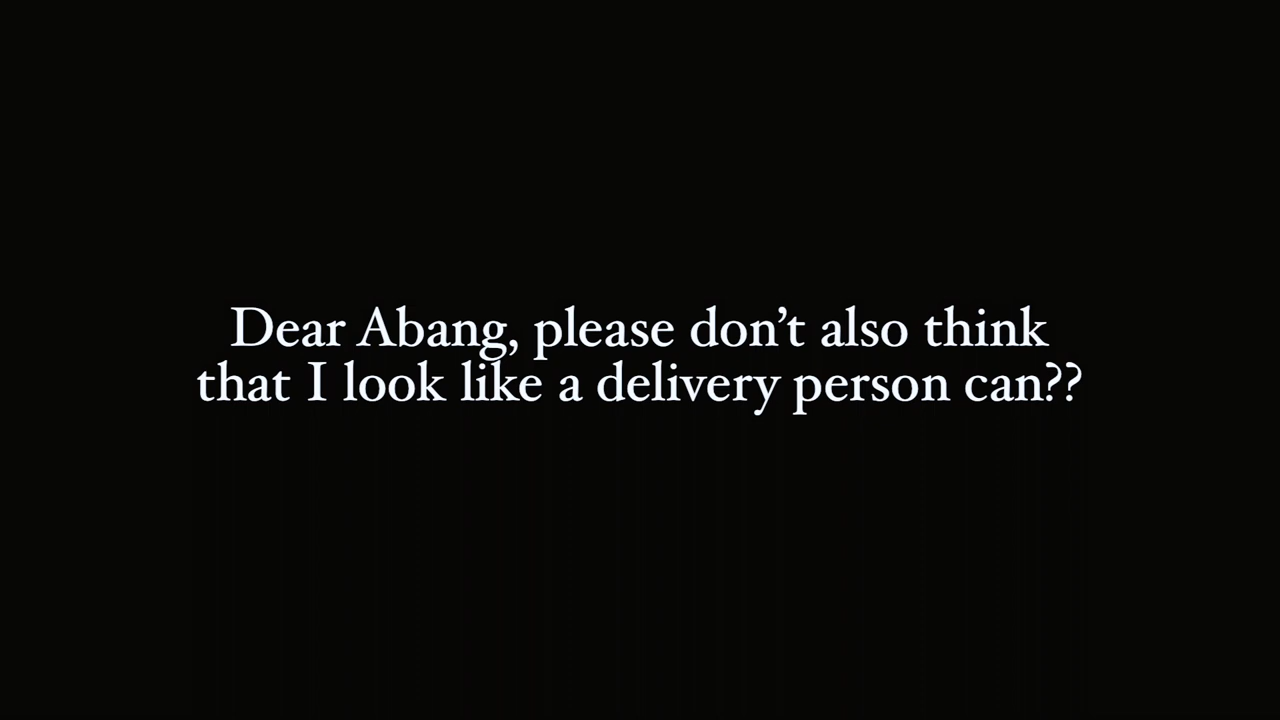 Dear Abang, please don’t also think
that I look like a delivery person can??